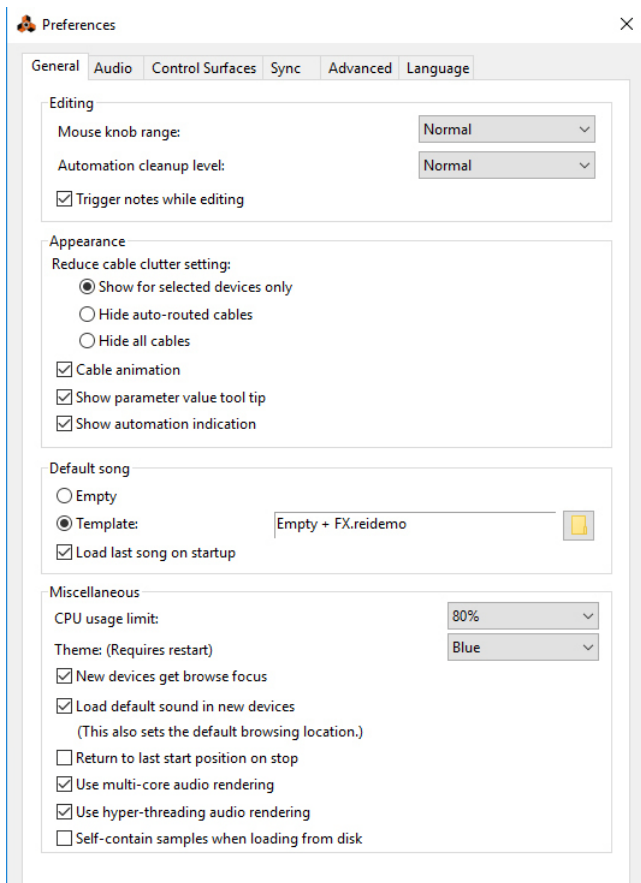 Preferences
General Audio Control Surfaces Sync Advanced Language
Editing
Mouse knob range: Normal
Automation cleanup level: Normal
Trigger notes while editing
Appearance
Reduce cable clutter setting:
Show for selected devices only
Hide auto-routed cables
Hide all cables
Cable animation
Show parameter value tool tip
Show automation indication
Default song
Empty
Template: Empty + FX.reidemo
Load last song on startup
Miscellaneous
CPU usage limit: 80%
Theme: (Requires restart) Blue
New devices get browse focus
Load default sound in new devices
(This also sets the default browsing location.)
Return to last start position on stop
Use multi-core audio rendering
Use hyper-threading audio rendering
Self-contain samples when loading from disk